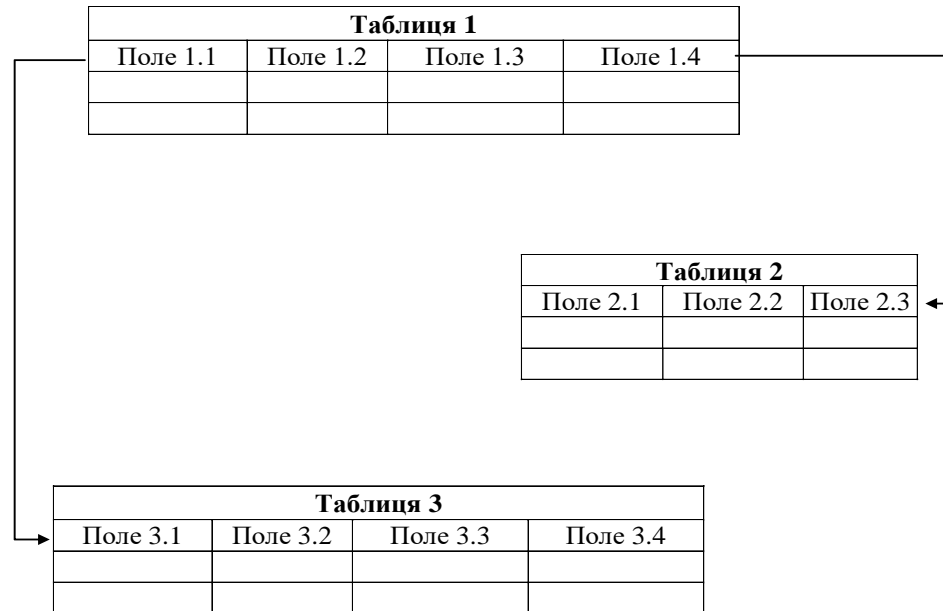 Таблиця 1
Поле 1.1 Поле 1.2 Поле 1.3 Поле 1.4
Таблиця 2
Поле 2.1 Поле 2.2 Поле 2.3
Таблиця 3
Поле 3.1 Поле 3.2 Поле 3.3 Поле 3.4